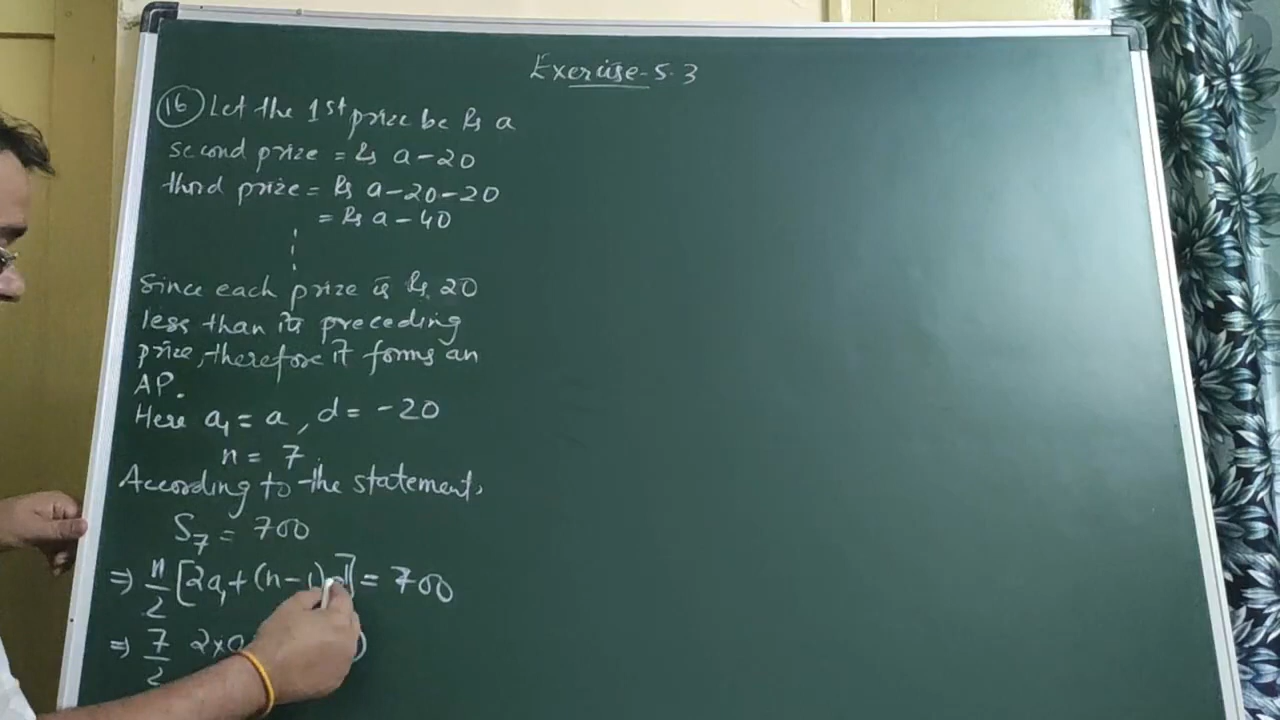 Exercise-5.3
(16) Let the 1st prize be Rs a
second prize = Rs a-20
third prize = Rs a-20-20
= Rs a-40
Since each prize is Rs. 20
less than its preceding
prize, therefore it forms an
AP.
Here a₁ = a, d = -20
n = 7
According to the statement,
S₇ = 700
⇒ n/2 [2a₁+(n-1)d] = 700
⇒ 7/2 2×a